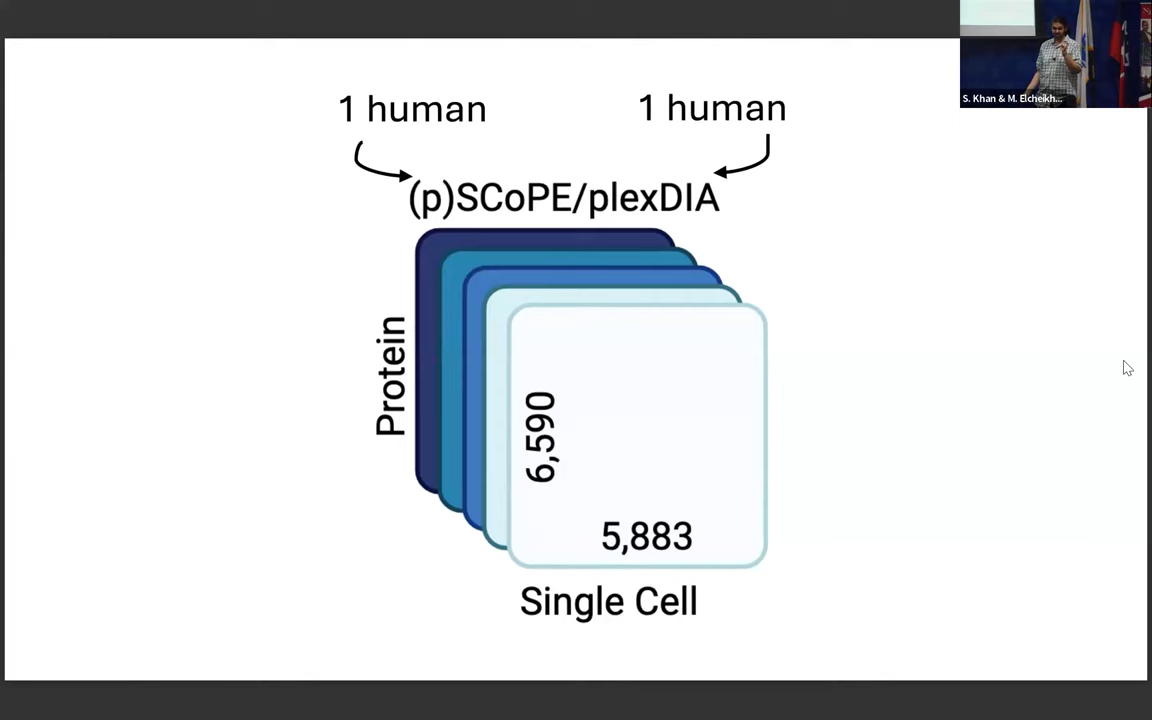 S. Khan & M. Elcheikh...
1 human
1 human
(p)SCoPE/plexDIA
Protein
6,590
5,883
Single Cell